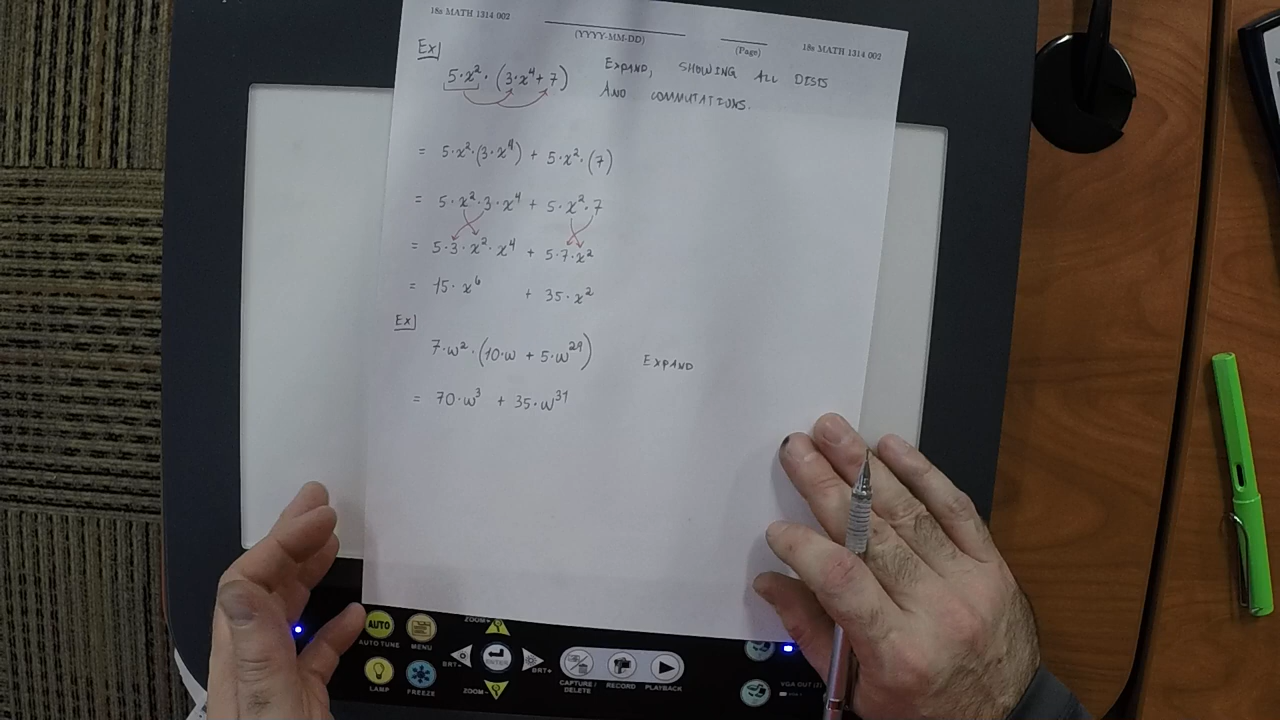 18s MATH 1314 002
(YYYY-MM-DD)
(Page)
18s MATH 1314 002
Ex]
5·x²·(3·x⁴+7) EXPAND, SHOWING ALL DISTS
AND COMMUTATIONS.
= 5·x²·(3·x⁴) + 5·x²·(7)
= 5·x²·3·x⁴ + 5·x²·7
= 5·3·x²·x⁴ + 5·7·x²
= 15·x⁶ + 35·x²
Ex]
7·w²·(10·w + 5·w²⁹) EXPAND
= 70·w³ + 35·w³¹
AUTO
AUTO TUNE
MENU
LAMP
FREEZE
ZOOM+
BRT-
ENTER
BRT+
ZOOM-
CAPTURE / DELETE
RECORD
PLAYBACK